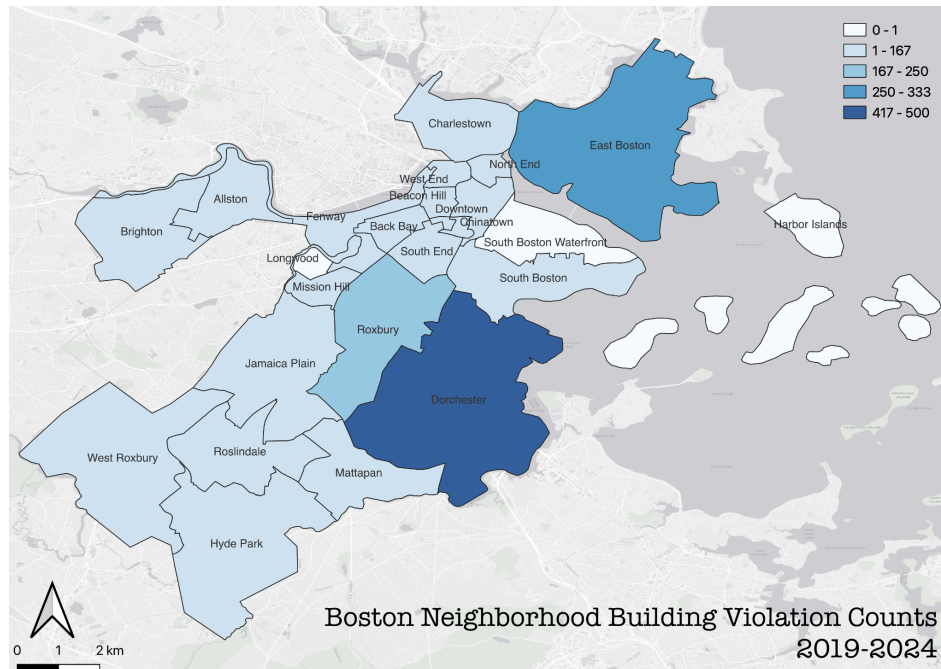 0 - 1
1 - 167
167 - 250
250 - 333
417 - 500
Charlestown
East Boston
North End
West End
Beacon Hill
Allston
Downtown
Fenway
Chinatown
Harbor Islands
Back Bay
Brighton
South Boston Waterfront
South End
Longwood
South Boston
Mission Hill
Roxbury
Jamaica Plain
Dorchester
Roslindale
West Roxbury
Mattapan
Hyde Park
Boston Neighborhood Building Violation Counts
2019-2024
0 1 2 km